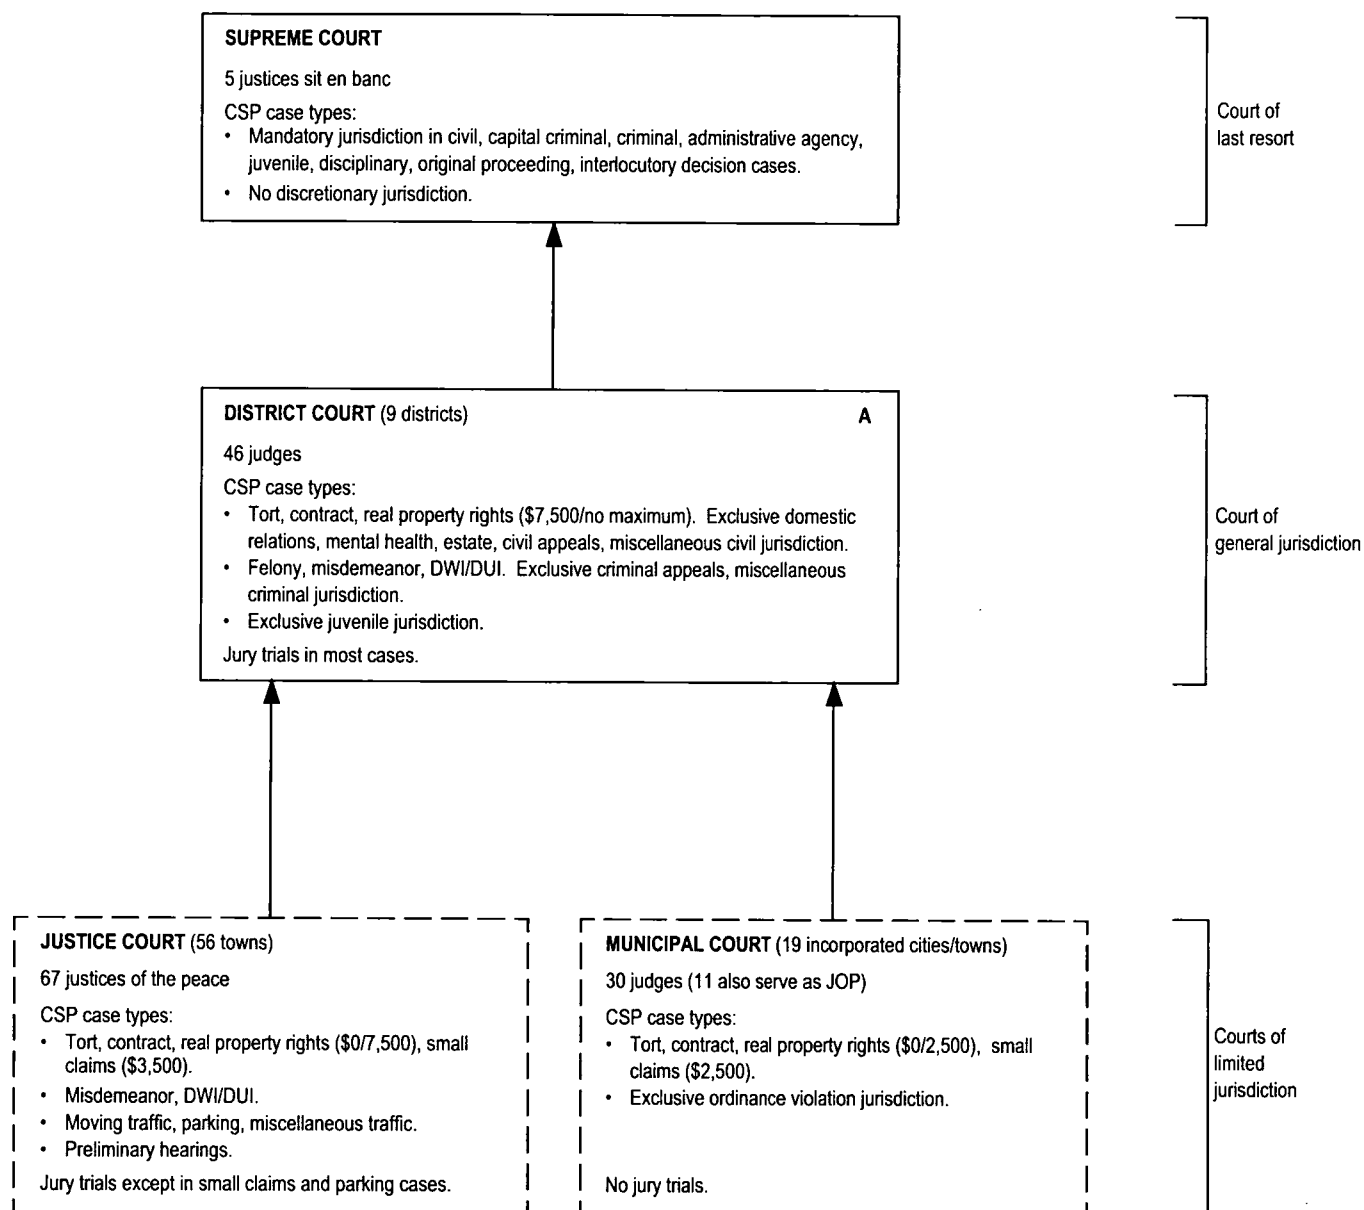 SUPREME COURT
5 justices sit en banc
CSP case types:
• Mandatory jurisdiction in civil, capital criminal, criminal, administrative agency,
juvenile, disciplinary, original proceeding, interlocutory decision cases.
• No discretionary jurisdiction.
Court of
last resort
DISTRICT COURT (9 districts) A
46 judges
CSP case types:
• Tort, contract, real property rights ($7,500/no maximum). Exclusive domestic
relations, mental health, estate, civil appeals, miscellaneous civil jurisdiction.
• Felony, misdemeanor, DWI/DUI. Exclusive criminal appeals, miscellaneous
criminal jurisdiction.
• Exclusive juvenile jurisdiction.
Jury trials in most cases.
Court of
general jurisdiction
JUSTICE COURT (56 towns)
67 justices of the peace
CSP case types:
• Tort, contract, real property rights ($0/7,500), small
claims ($3,500).
• Misdemeanor, DWI/DUI.
• Moving traffic, parking, miscellaneous traffic.
• Preliminary hearings.
Jury trials except in small claims and parking cases.
MUNICIPAL COURT (19 incorporated cities/towns)
30 judges (11 also serve as JOP)
CSP case types:
• Tort, contract, real property rights ($0/2,500), small
claims ($2,500).
• Exclusive ordinance violation jurisdiction.
No jury trials.
Courts of
limited
jurisdiction